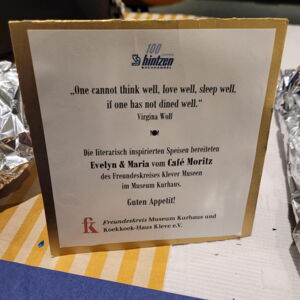 100
hintzen
BUCHHANDEL
„One cannot think well, love well, sleep well,
if one has not dined well.“
Virgina Wolf
Die literarisch inspirierten Speisen bereiteten
Evelyn & Maria vom Café Moritz
des Freundeskreises Klever Museen
im Museum Kurhaus.
Guten Appetit!
fk
Freundeskreis Museum Kurhaus und
Koekkoek-Haus Kleve e.V.